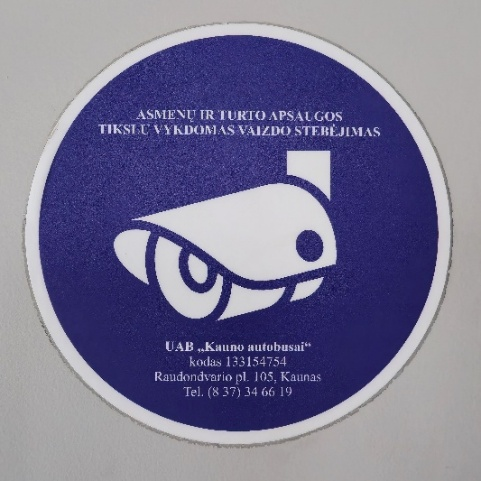 ASMENŲ IR TURTO APSAUGOS
TIKSLU VYKDOMAS VAIZDO STEBĖJIMAS
UAB „Kauno autobusai“
kodas 133154754
Raudondvario pl. 105, Kaunas
Tel. (8 37) 34 66 19